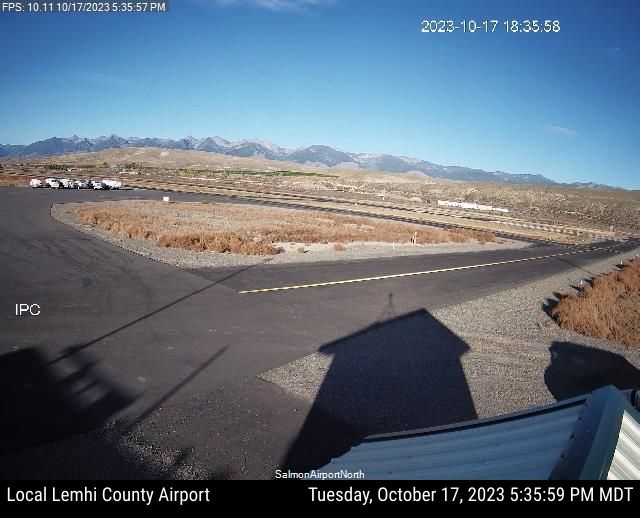 FPS: 10.11 10/17/2023 5:35:57 PM
2023-10-17 18:35:58
IPC
SalmonAirportNorth
Local Lemhi County Airport
Tuesday, October 17, 2023 5:35:59 PM MDT